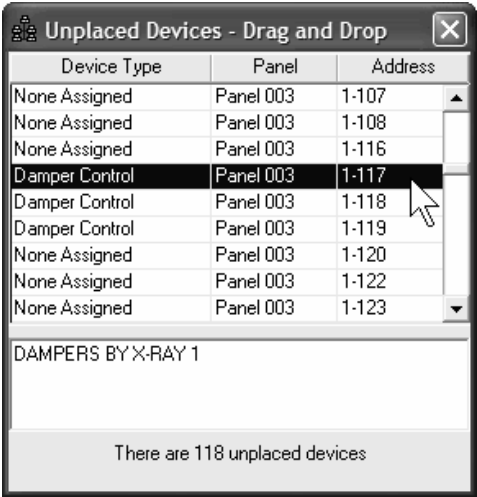 Unplaced Devices - Drag and Drop
Device Type Panel Address
None Assigned Panel 003 1-107
None Assigned Panel 003 1-108
None Assigned Panel 003 1-116
Damper Control Panel 003 1-117
Damper Control Panel 003 1-118
Damper Control Panel 003 1-119
None Assigned Panel 003 1-120
None Assigned Panel 003 1-122
None Assigned Panel 003 1-123
DAMPERS BY X-RAY 1
There are 118 unplaced devices